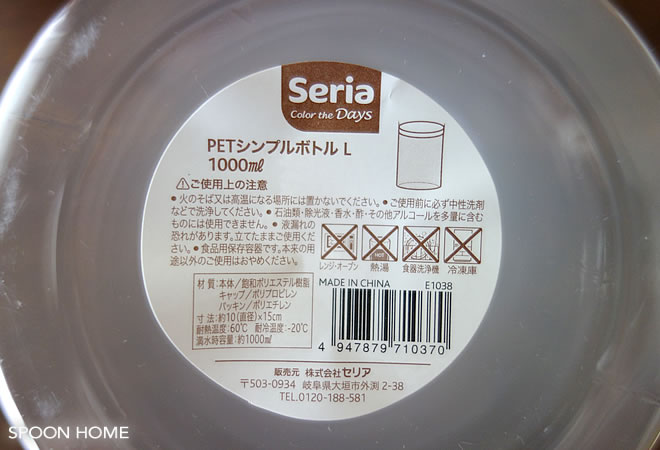 Seria
Color the Days
PETシンプルボトル L
1000㎖
⚠ご使用上の注意
●火のそば又は高温になる場所には置かないでください。●ご使用前に必ず中性洗剤
などで洗浄してください。●石油類・除光液・香水・酢・その他アルコールを多量に含む
ものには使用できません。●液漏れの
恐れがあります。立てたままご使用くださ
い。●食品用保存容器です。本来の用
途以外のご使用はおやめください。
レンジ・オーブン 熱湯 食器洗浄機 冷凍庫
材 質：本体／飽和ポリエステル樹脂
キャップ／ポリプロピレン
パッキン／ポリエチレン
寸 法：約10(直径)×15cm
耐熱温度：60℃ 耐冷温度：-20℃
満水時容量：約1000㎖
MADE IN CHINA E1038
4 947879 710370
販売元 株式会社セリア
〒503-0934 岐阜県大垣市外渕 2-38
TEL.0120-188-581
SPOON HOME